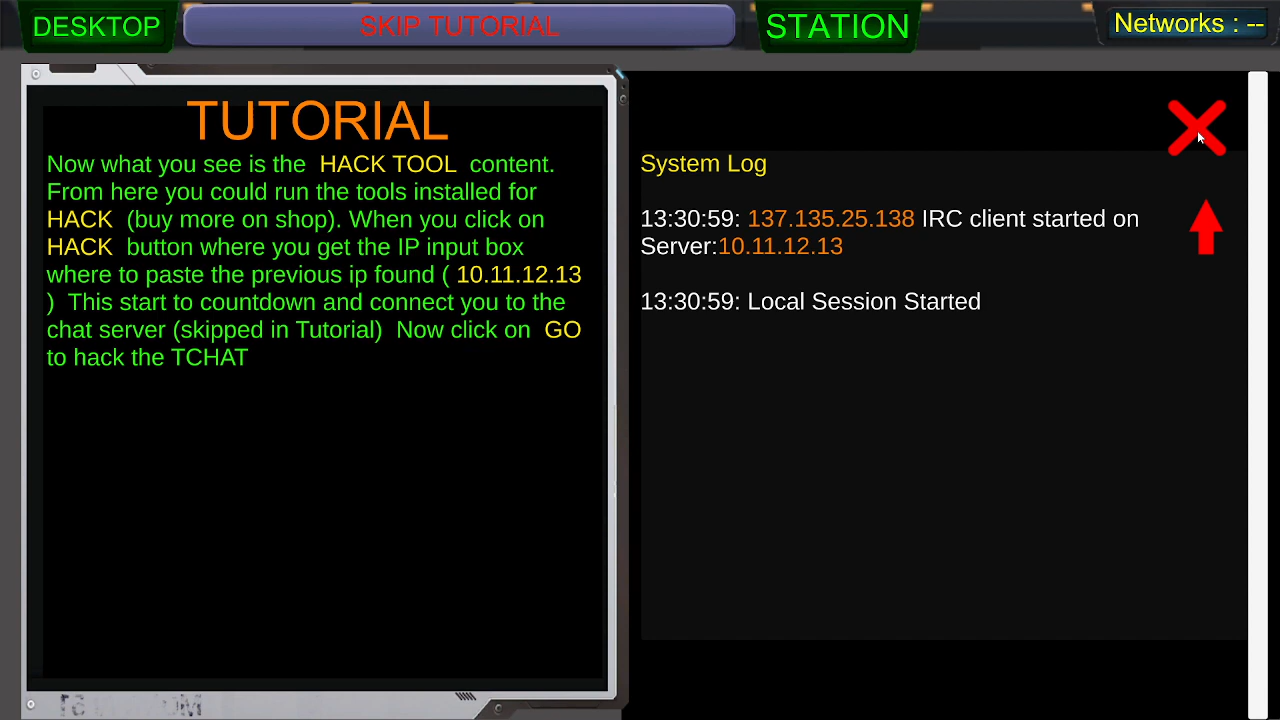 DESKTOP
SKIP TUTORIAL
STATION
Networks : --
TUTORIAL
Now what you see is the HACK TOOL content.
From here you could run the tools installed for
HACK (buy more on shop). When you click on
HACK button where you get the IP input box
where to paste the previous ip found ( 10.11.12.13
) This start to countdown and connect you to the
chat server (skipped in Tutorial) Now click on GO
to hack the TCHAT
System Log
13:30:59: 137.135.25.138 IRC client started on
Server:10.11.12.13
13:30:59: Local Session Started